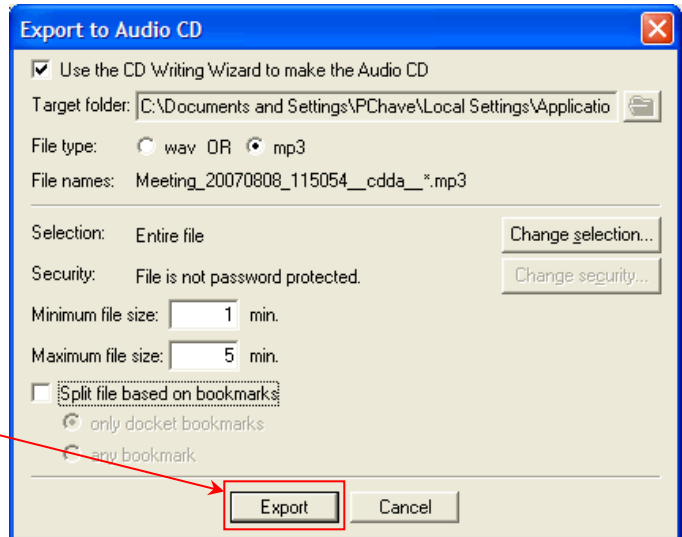 Export to Audio CD
Use the CD Writing Wizard to make the Audio CD
Target folder: C:\Documents and Settings\PChave\Local Settings\Applicatio
File type: wav OR mp3
File names: Meeting_20070808_115054__cdda__*.mp3
Selection: Entire file Change selection...
Security: File is not password protected. Change security...
Minimum file size: 1 min.
Maximum file size: 5 min.
Split file based on bookmarks
only docket bookmarks
any bookmark
Export Cancel